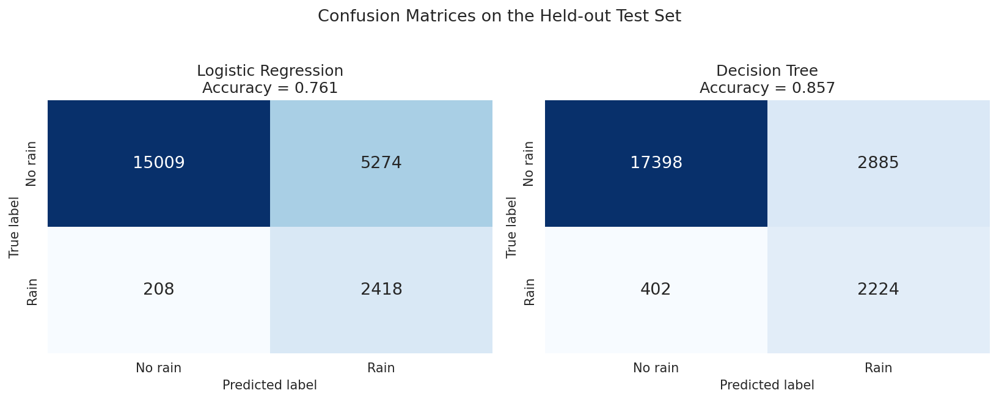 Confusion Matrices on the Held-out Test Set
Logistic Regression
Accuracy = 0.761
True label
No rain
15009
5274
Rain
208
2418
No rain
Rain
Predicted label
Decision Tree
Accuracy = 0.857
True label
No rain
17398
2885
Rain
402
2224
No rain
Rain
Predicted label